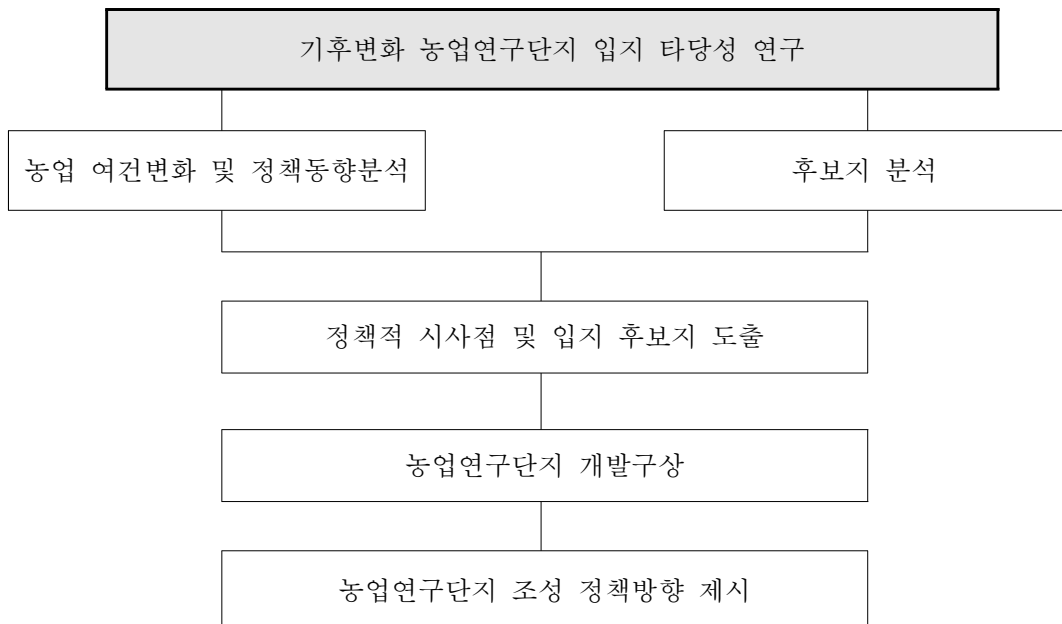 기후변화 농업연구단지 입지 타당성 연구
농업 여건변화 및 정책동향분석
후보지 분석
정책적 시사점 및 입지 후보지 도출
농업연구단지 개발구상
농업연구단지 조성 정책방향 제시